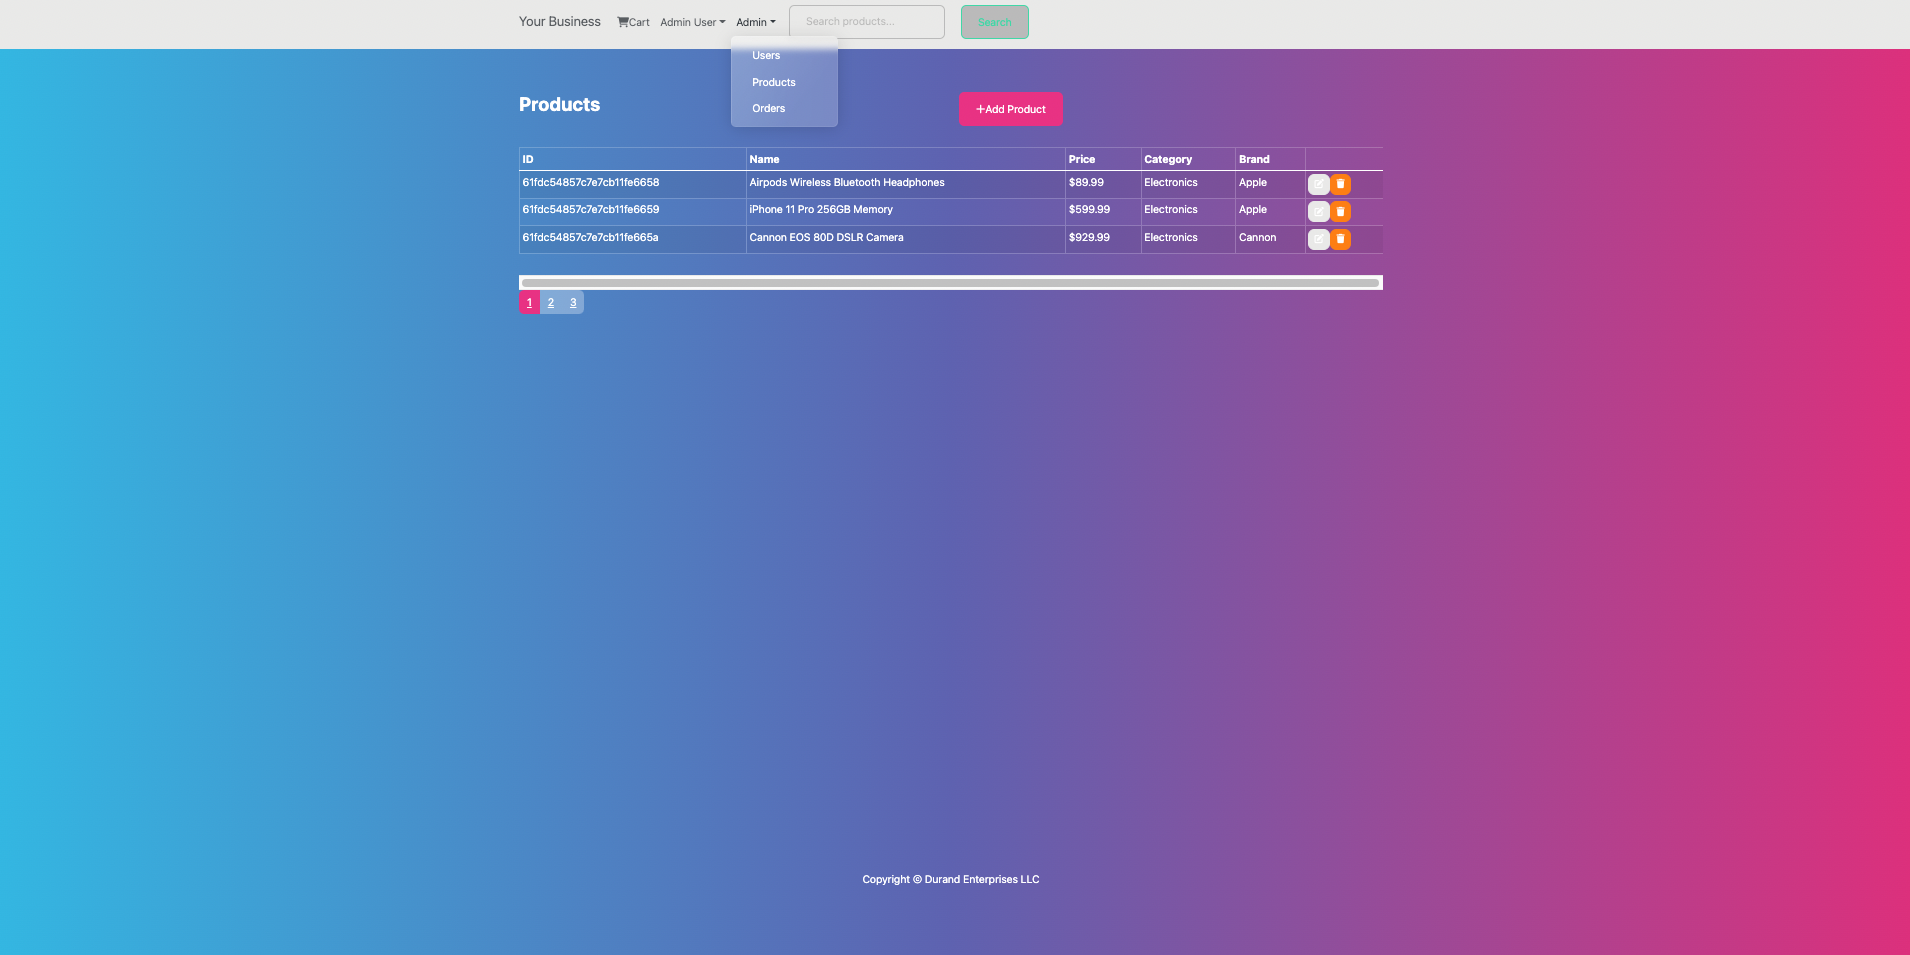 Your Business Cart Admin User Admin Search products... Search
Users
Products
Orders
Products
+Add Product
ID Name Price Category Brand
61fdc54857c7e7cb11fe6658 Airpods Wireless Bluetooth Headphones $89.99 Electronics Apple
61fdc54857c7e7cb11fe6659 iPhone 11 Pro 256GB Memory $599.99 Electronics Apple
61fdc54857c7e7cb11fe665a Cannon EOS 80D DSLR Camera $929.99 Electronics Cannon
1 2 3
Copyright © Durand Enterprises LLC